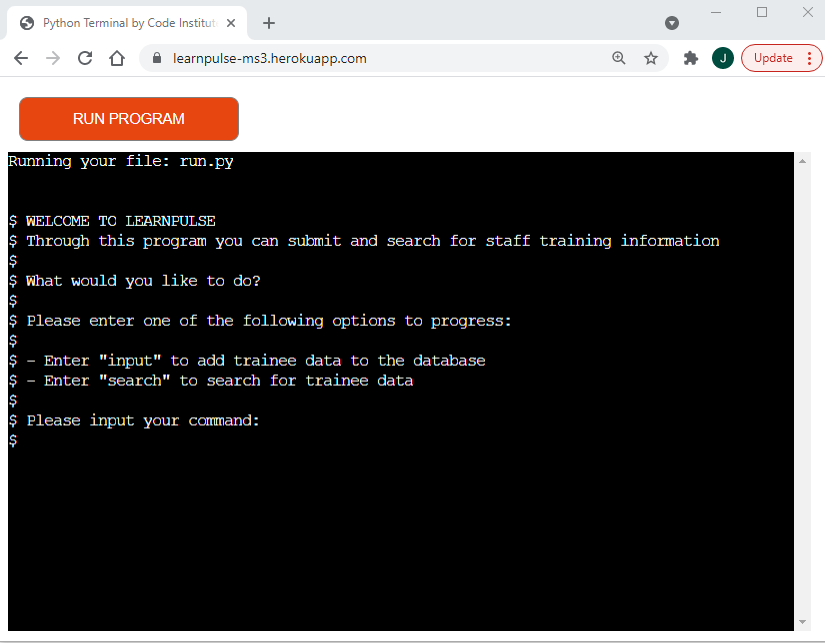 Python Terminal by Code Institut
learnpulse-ms3.herokuapp.com
J
Update
RUN PROGRAM
Running your file: run.py
$ WELCOME TO LEARNPULSE
$ Through this program you can submit and search for staff training information
$
$ What would you like to do?
$
$ Please enter one of the following options to progress:
$
$ - Enter "input" to add trainee data to the database
$ - Enter "search" to search for trainee data
$
$ Please input your command:
$